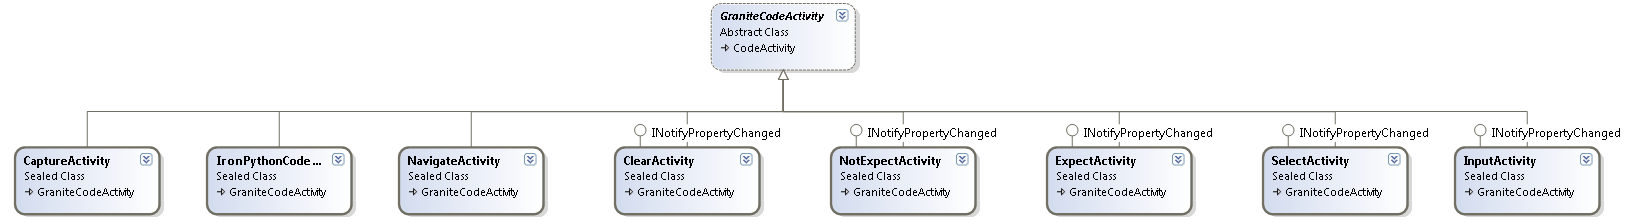 GraniteCodeActivity
Abstract Class
CodeActivity
INotifyPropertyChanged
INotifyPropertyChanged
INotifyPropertyChanged
INotifyPropertyChanged
INotifyPropertyChanged
CaptureActivity
Sealed Class
GraniteCodeActivity
IronPythonCode...
Sealed Class
GraniteCodeActivity
NavigateActivity
Sealed Class
GraniteCodeActivity
ClearActivity
Sealed Class
GraniteCodeActivity
NotExpectActivity
Sealed Class
GraniteCodeActivity
ExpectActivity
Sealed Class
GraniteCodeActivity
SelectActivity
Sealed Class
GraniteCodeActivity
InputActivity
Sealed Class
GraniteCodeActivity